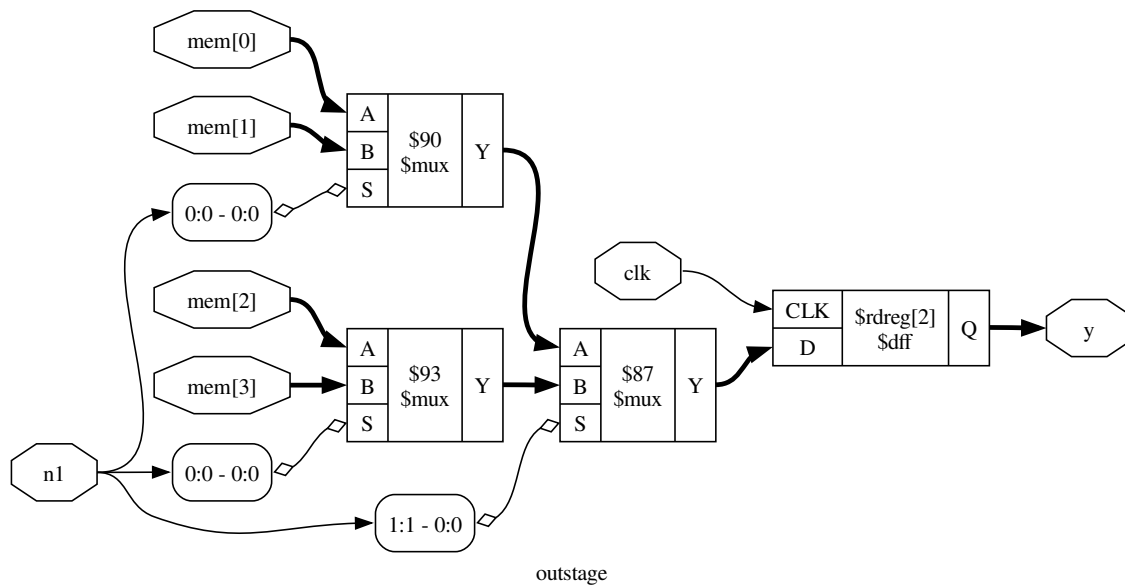 mem[0]
mem[1]
A
B
S
$90
$mux
Y
0:0 - 0:0
mem[2]
mem[3]
A
B
S
$93
$mux
Y
n1
0:0 - 0:0
1:1 - 0:0
A
B
S
$87
$mux
Y
clk
CLK
D
$rdreg[2]
$dff
Q
y
outstage